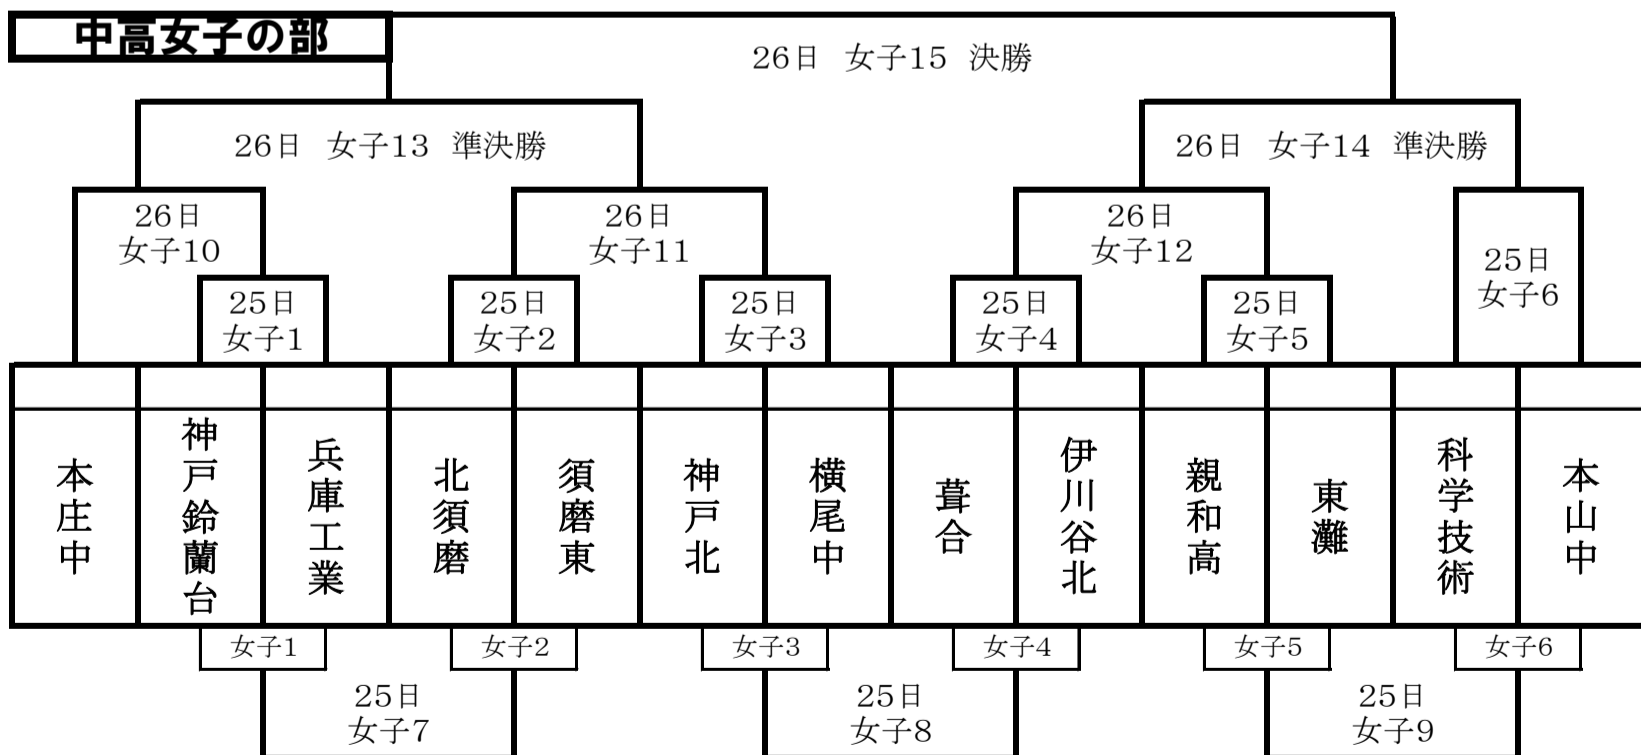 中高女子の部
26日 女子15 決勝
26日 女子13 準決勝
26日 女子14 準決勝
26日
女子10
26日
女子11
26日
女子12
25日
女子6
25日
女子1
25日
女子2
25日
女子3
25日
女子4
25日
女子5
本庄中
神戸鈴蘭台
兵庫工業
北須磨
須磨東
神戸北
横尾中
葺合
伊川谷北
親和高
東灘
科学技術
本山中
女子1
女子2
女子3
女子4
女子5
女子6
25日
女子7
25日
女子8
25日
女子9